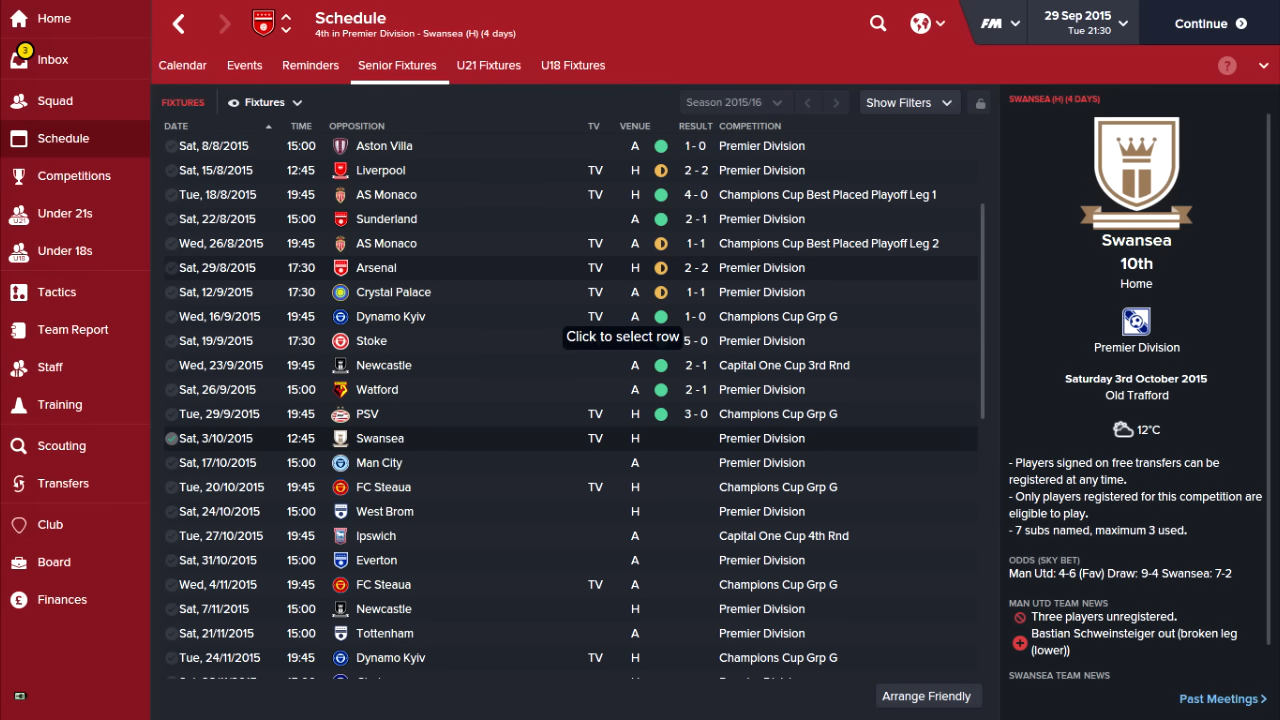 Home
3
Inbox
Squad
Schedule
Competitions
U21
Under 21s
U18
Under 18s
Tactics
Team Report
Staff
Training
Scouting
Transfers
Club
Board
Finances
Schedule
4th in Premier Division - Swansea (H) (4 days)
FM
29 Sep 2015
Tue 21:30
Continue
Calendar Events Reminders Senior Fixtures U21 Fixtures U18 Fixtures
?
FIXTURES Fixtures Season 2015/16 Show Filters
DATE TIME OPPOSITION TV VENUE RESULT COMPETITION
Sat, 8/8/2015 15:00 Aston Villa A 1 - 0 Premier Division
Sat, 15/8/2015 12:45 Liverpool TV H 2 - 2 Premier Division
Tue, 18/8/2015 19:45 AS Monaco TV H 4 - 0 Champions Cup Best Placed Playoff Leg 1
Sat, 22/8/2015 15:00 Sunderland A 2 - 1 Premier Division
Wed, 26/8/2015 19:45 AS Monaco TV A 1 - 1 Champions Cup Best Placed Playoff Leg 2
Sat, 29/8/2015 17:30 Arsenal TV H 2 - 2 Premier Division
Sat, 12/9/2015 17:30 Crystal Palace TV A 1 - 1 Premier Division
Wed, 16/9/2015 19:45 Dynamo Kyiv TV A 1 - 0 Champions Cup Grp G
Sat, 19/9/2015 17:30 Stoke 5 - 0 Premier Division
Click to select row
Wed, 23/9/2015 19:45 Newcastle A 2 - 1 Capital One Cup 3rd Rnd
Sat, 26/9/2015 15:00 Watford A 2 - 1 Premier Division
Tue, 29/9/2015 19:45 PSV TV H 3 - 0 Champions Cup Grp G
Sat, 3/10/2015 12:45 Swansea TV H Premier Division
Sat, 17/10/2015 15:00 Man City A Premier Division
Tue, 20/10/2015 19:45 FC Steaua TV H Champions Cup Grp G
Sat, 24/10/2015 15:00 West Brom H Premier Division
Tue, 27/10/2015 19:45 Ipswich A Capital One Cup 4th Rnd
Sat, 31/10/2015 15:00 Everton A Premier Division
Wed, 4/11/2015 19:45 FC Steaua TV A Champions Cup Grp G
Sat, 7/11/2015 15:00 Newcastle H Premier Division
Sat, 21/11/2015 15:00 Tottenham A Premier Division
Tue, 24/11/2015 19:45 Dynamo Kyiv TV H Champions Cup Grp G
Arrange Friendly
SWANSEA (H) (4 DAYS)
Swansea
10th
Home
Premier Division
Saturday 3rd October 2015
Old Trafford
12°C
- Players signed on free transfers can be
registered at any time.
- Only players registered for this competition are
eligible to play.
- 7 subs named, maximum 3 used.
ODDS (SKY BET)
Man Utd: 4-6 (Fav) Draw: 9-4 Swansea: 7-2
MAN UTD TEAM NEWS
Three players unregistered.
Bastian Schweinsteiger out (broken leg
(lower))
SWANSEA TEAM NEWS
Past Meetings >